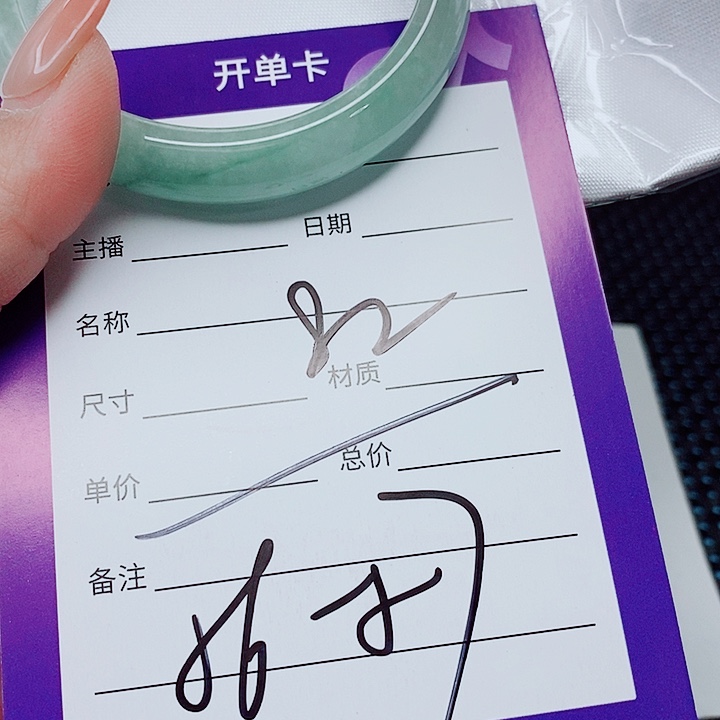 开单卡
主播 日期
名称
尺寸 材质
单价 总价
备注